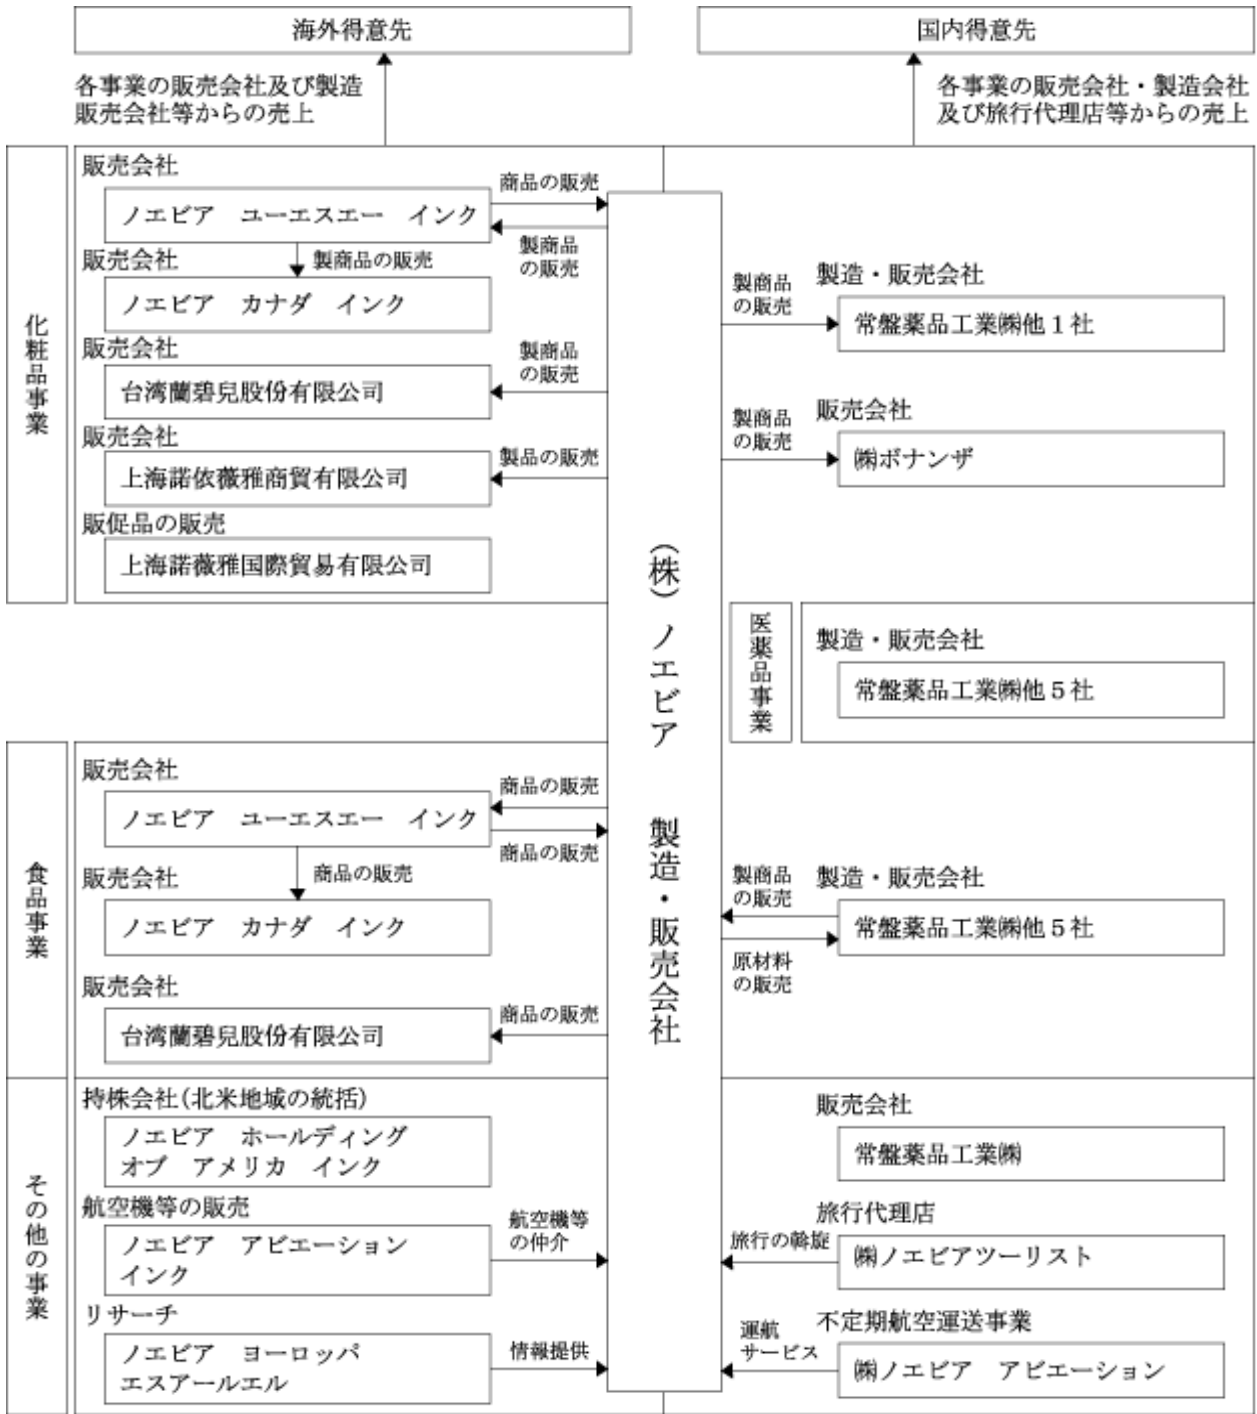 海外得意先
国内得意先
各事業の販売会社及び製造
販売会社等からの売上
各事業の販売会社・製造会社
及び旅行代理店等からの売上
化粧品事業
販売会社
ノエビア　ユーエスエー　インク
商品の販売
製商品
の販売
販売会社
製商品の販売
ノエビア　カナダ　インク
販売会社
台湾蘭碧兒股份有限公司
製商品
の販売
販売会社
上海諾依薇雅商貿有限公司
製品の販売
販促品の販売
上海諾薇雅国際貿易有限公司
(株)ノエビア　製造・販売会社
製商品
の販売
製造・販売会社
常盤薬品工業㈱他１社
製商品
の販売
販売会社
㈱ボナンザ
医薬品事業
製造・販売会社
常盤薬品工業㈱他５社
食品事業
販売会社
ノエビア　ユーエスエー　インク
商品の販売
商品の販売
販売会社
商品の販売
ノエビア　カナダ　インク
販売会社
台湾蘭碧兒股份有限公司
商品の販売
製商品
の販売
製造・販売会社
常盤薬品工業㈱他５社
原材料
の販売
その他の事業
持株会社(北米地域の統括)
ノエビア　ホールディング
オブ　アメリカ　インク
航空機等の販売
ノエビア　アビエーション
インク
航空機等
の仲介
リサーチ
ノエビア　ヨーロッパ
エスアールエル
情報提供
販売会社
常盤薬品工業㈱
旅行代理店
旅行の斡旋
㈱ノエビアツーリスト
不定期航空運送事業
運航
サービス
㈱ノエビア　アビエーション